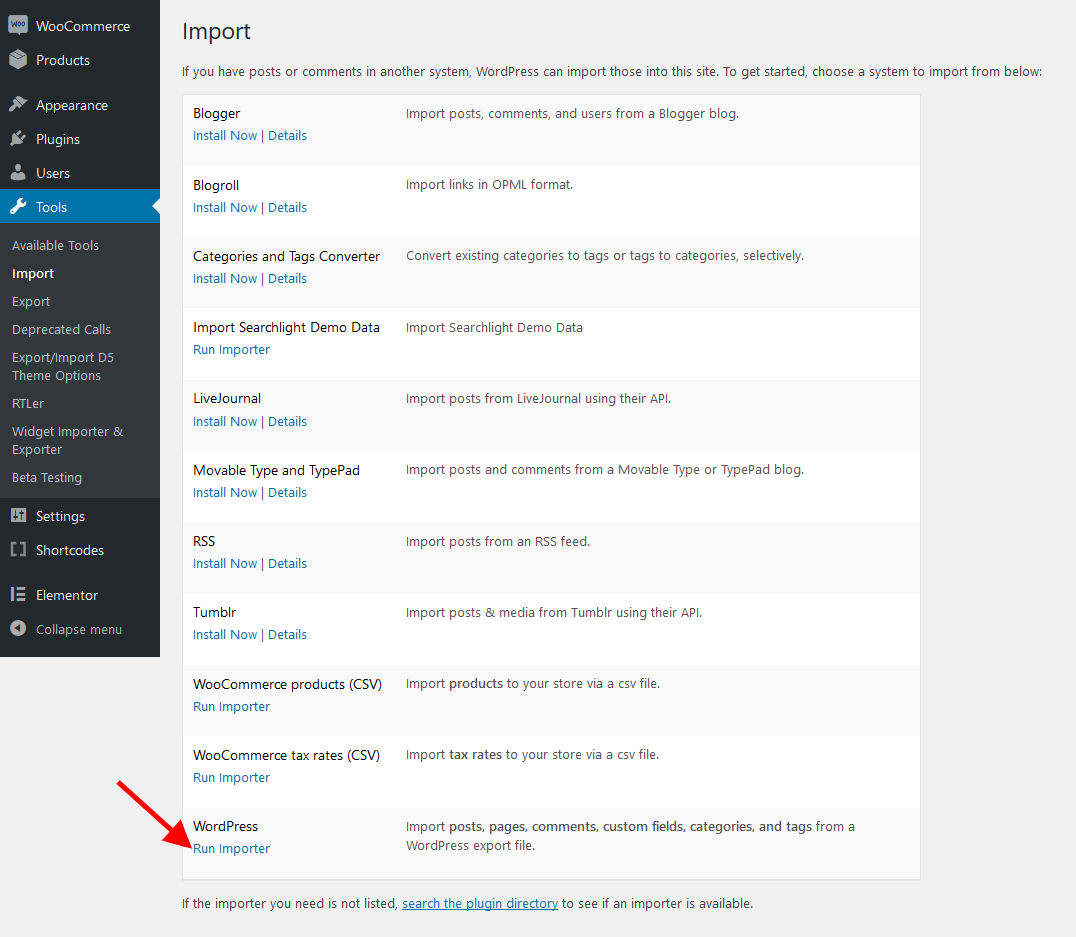 WOO
WooCommerce
Products
Appearance
Plugins
Users
Tools
Available Tools
Import
Export
Deprecated Calls
Export/Import D5
Theme Options
RTLer
Widget Importer &
Exporter
Beta Testing
Settings
Shortcodes
Elementor
Collapse menu
Import
If you have posts or comments in another system, WordPress can import those into this site. To get started, choose a system to import from below:
Blogger
Import posts, comments, and users from a Blogger blog.
Install Now | Details
Blogroll
Import links in OPML format.
Install Now | Details
Categories and Tags Converter
Convert existing categories to tags or tags to categories, selectively.
Install Now | Details
Import Searchlight Demo Data
Import Searchlight Demo Data
Run Importer
LiveJournal
Import posts from LiveJournal using their API.
Install Now | Details
Movable Type and TypePad
Import posts and comments from a Movable Type or TypePad blog.
Install Now | Details
RSS
Import posts from an RSS feed.
Install Now | Details
Tumblr
Import posts & media from Tumblr using their API.
Install Now | Details
WooCommerce products (CSV)
Import products to your store via a csv file.
Run Importer
WooCommerce tax rates (CSV)
Import tax rates to your store via a csv file.
Run Importer
WordPress
Import posts, pages, comments, custom fields, categories, and tags from a
WordPress export file.
Run Importer
If the importer you need is not listed, search the plugin directory to see if an importer is available.